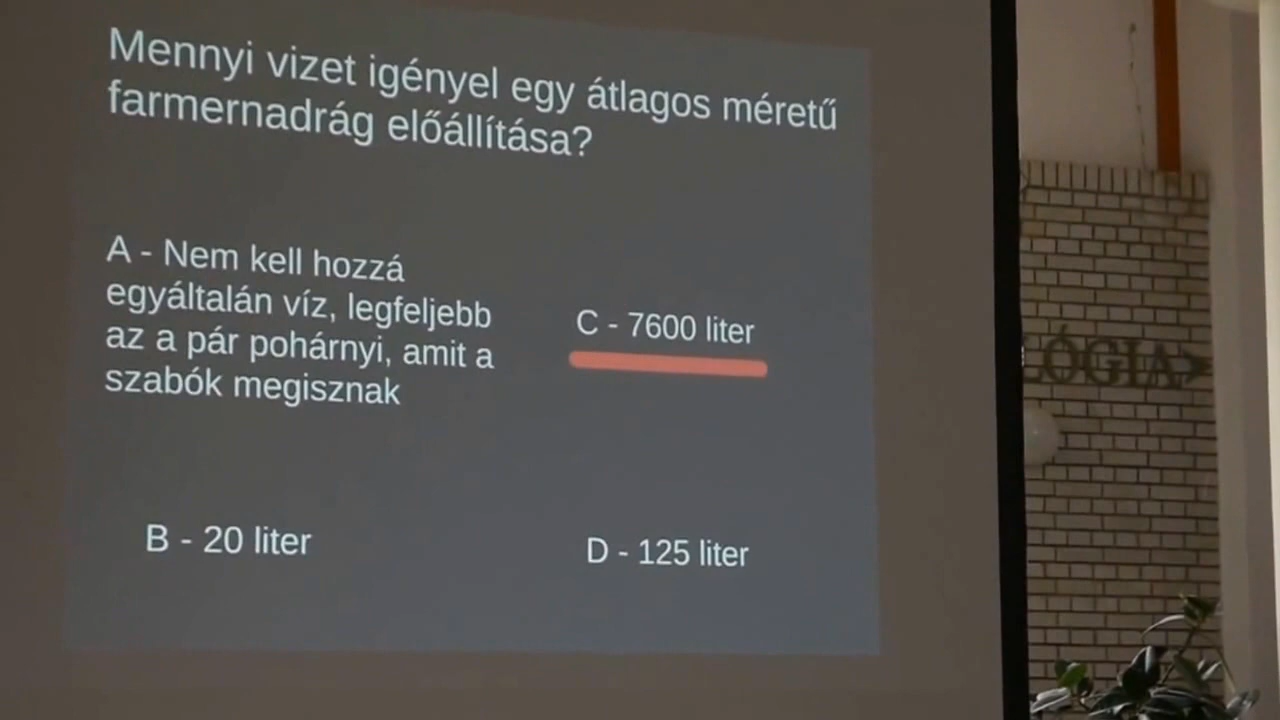 Mennyi vizet igényel egy átlagos méretű
farmernadrág előállítása?
A - Nem kell hozzá
egyáltalán víz, legfeljebb
az a pár pohárnyi, amit a
szabók megisznak
C - 7600 liter
B - 20 liter
D - 125 liter
LÓGIA